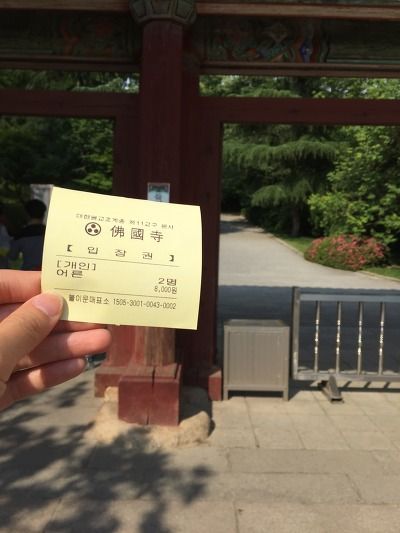 대한불교조계종 제11교구 본사
佛國寺
【 입 장 권 】
[개인]
어른 2명
8,000원
불이문매표소 1505-3001-0043-0002